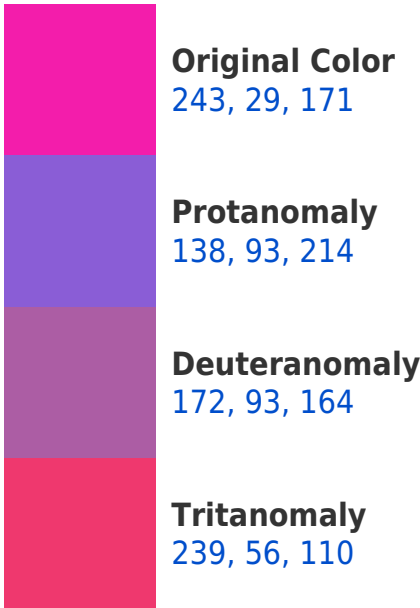 Original Color
243, 29, 171
Protanomaly
138, 93, 214
Deuteranomaly
172, 93, 164
Tritanomaly
239, 56, 110